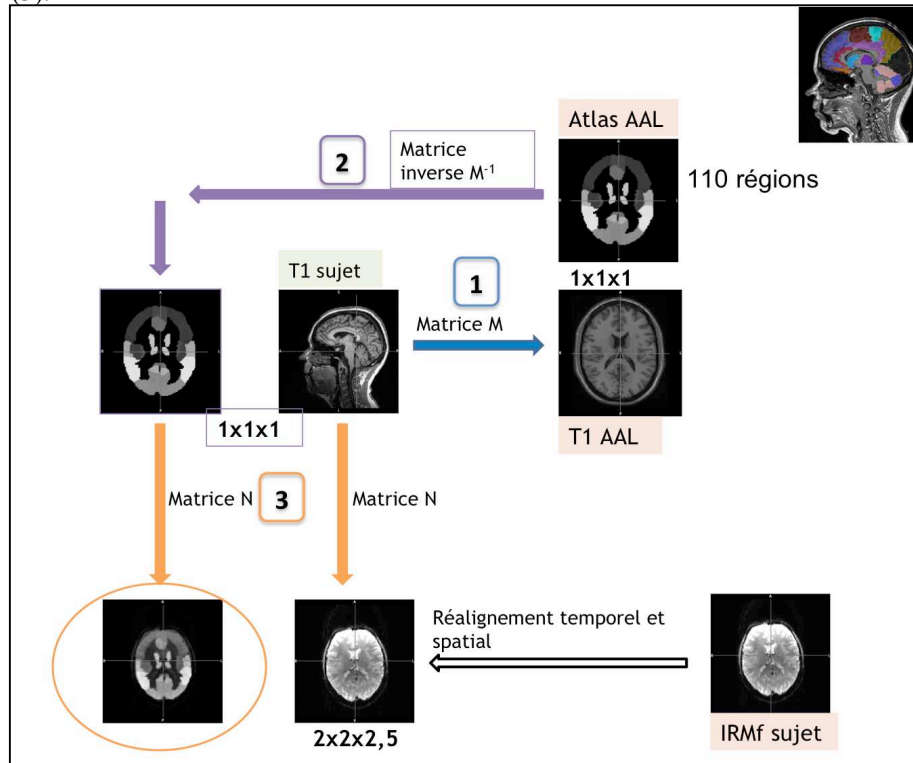 Atlas AAL
2
Matrice
inverse M⁻¹
110 régions
T1 sujet
1
1x1x1
Matrice M
1x1x1
T1 AAL
Matrice N
3
Matrice N
Réalignement temporel et
spatial
2x2x2,5
IRMf sujet